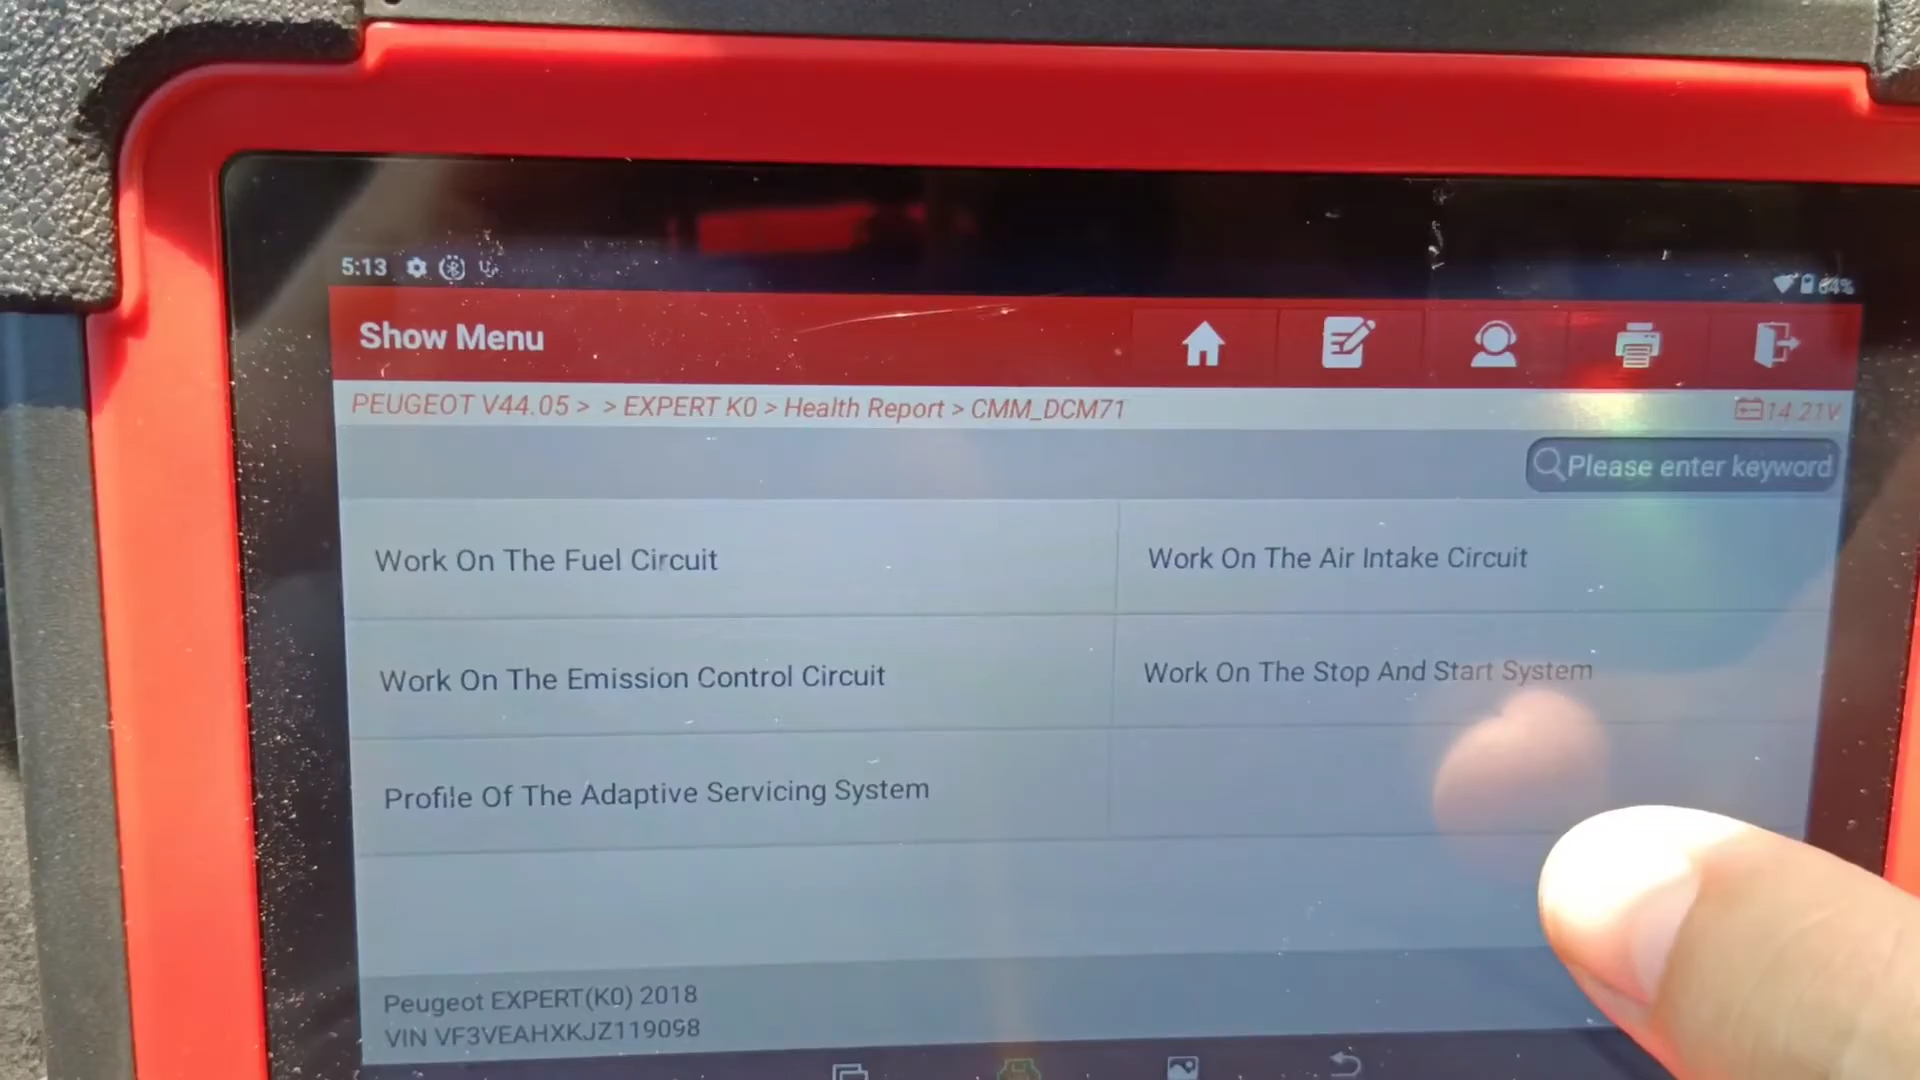 5:13
64%
Show Menu
PEUGEOT V44.05 > > EXPERT K0 > Health Report > CMM_DCM71
14.21V
Please enter keyword
Work On The Fuel Circuit
Work On The Air Intake Circuit
Work On The Emission Control Circuit
Work On The Stop And Start System
Profile Of The Adaptive Servicing System
Peugeot EXPERT(K0) 2018
VIN VF3VEAHXKJZ119098